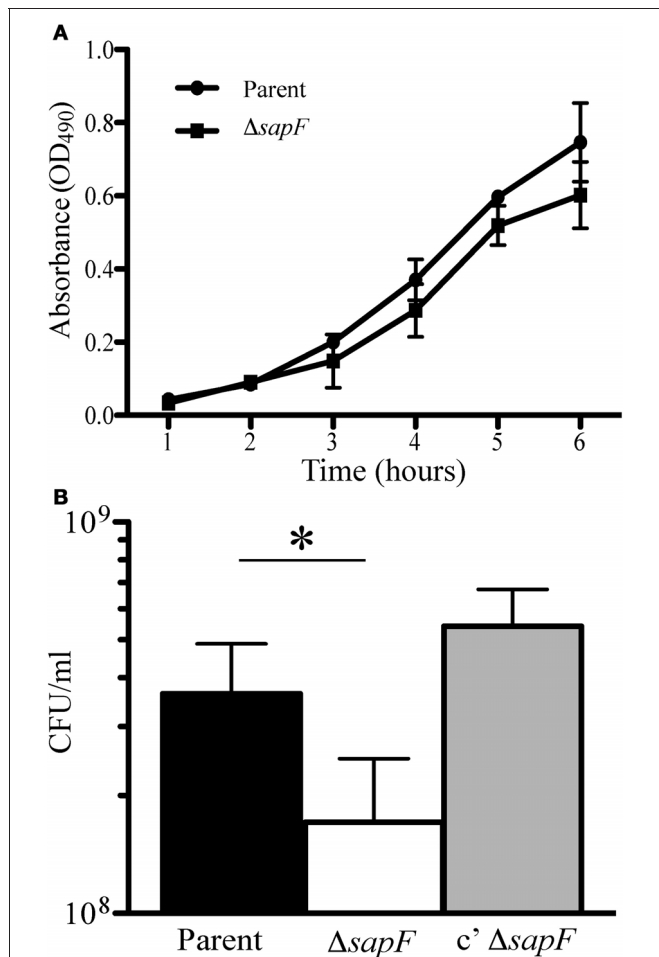 A
1.0
0.8
0.6
0.4
0.2
0.0
Absorbance (OD490)
Parent
ΔsapF
1 2 3 4 5 6
Time (hours)
B
10^9
*
CFU/ml
10^8
Parent ΔsapF c' ΔsapF